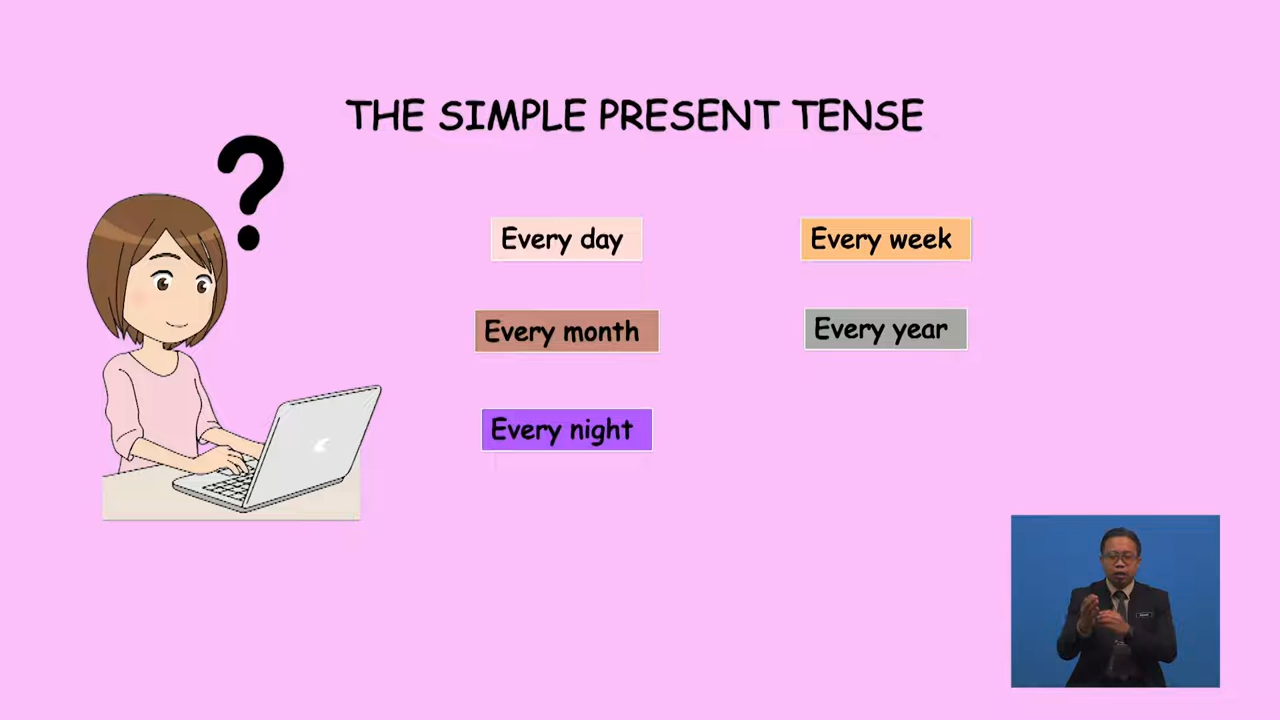 THE SIMPLE PRESENT TENSE
?
Every day
Every week
Every month
Every year
Every night